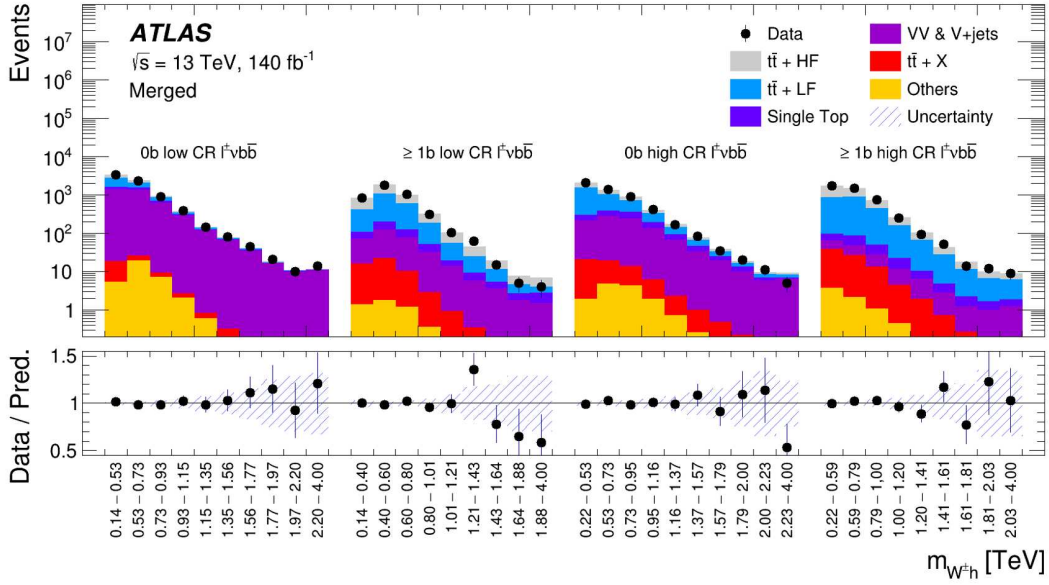 Events
10⁷
10⁶
10⁵
10⁴
10³
10²
10
1
ATLAS
√s = 13 TeV, 140 fb⁻¹
Merged
Data
tt̄ + HF
tt̄ + LF
Single Top
VV & V+jets
tt̄ + X
Others
Uncertainty
0b low CR l±νbb̄
≥ 1b low CR l±νbb̄
0b high CR l±νbb̄
≥ 1b high CR l±νbb̄
Data / Pred.
1.5
1
0.5
0.14 – 0.53
0.53 – 0.73
0.73 – 0.93
0.93 – 1.15
1.15 – 1.35
1.35 – 1.56
1.56 – 1.77
1.77 – 1.97
1.97 – 2.20
2.20 – 4.00
0.14 – 0.40
0.40 – 0.60
0.60 – 0.80
0.80 – 1.01
1.01 – 1.21
1.21 – 1.43
1.43 – 1.64
1.64 – 1.88
1.88 – 4.00
0.22 – 0.53
0.53 – 0.73
0.73 – 0.95
0.95 – 1.16
1.16 – 1.37
1.37 – 1.57
1.57 – 1.79
1.79 – 2.00
2.00 – 2.23
2.23 – 4.00
0.22 – 0.59
0.59 – 0.79
0.79 – 1.00
1.00 – 1.20
1.20 – 1.41
1.41 – 1.61
1.61 – 1.81
1.81 – 2.03
2.03 – 4.00
m_W±h [TeV]